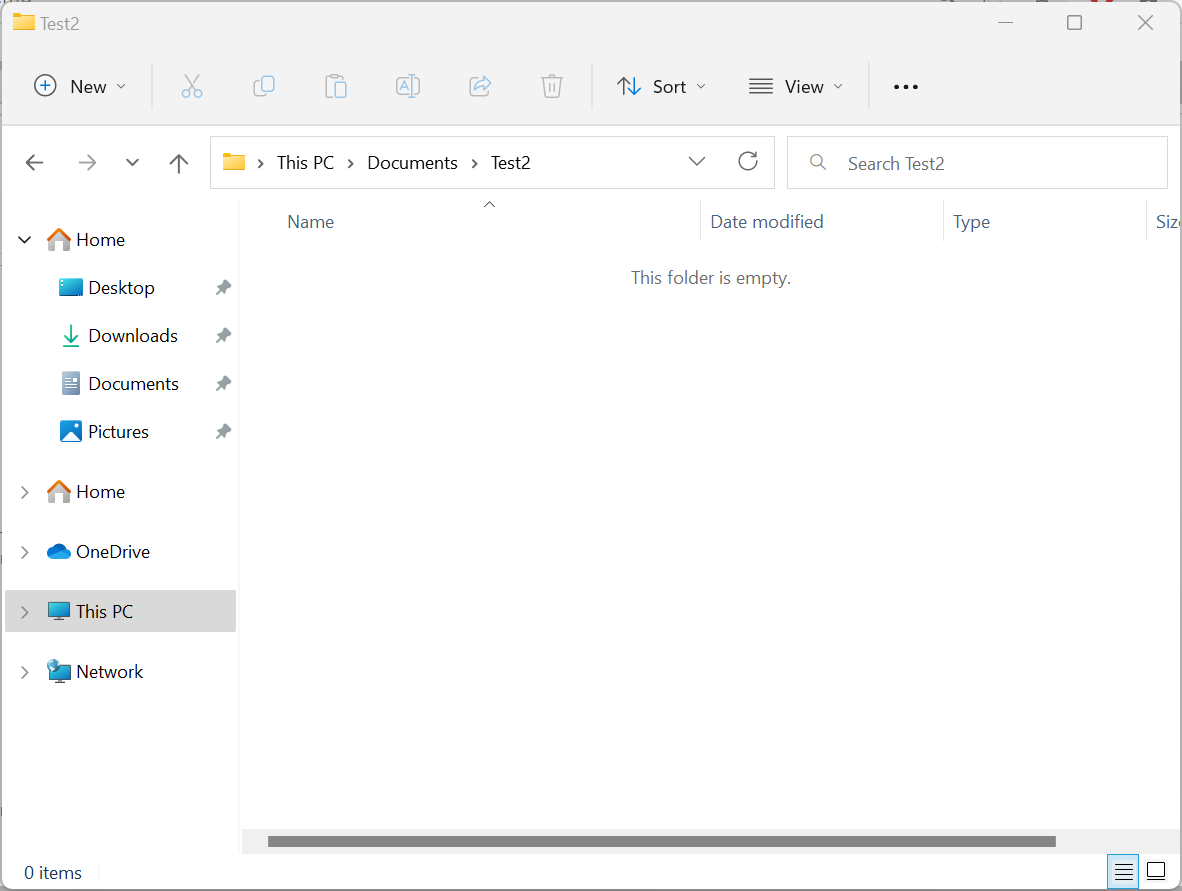 Test2
New
Sort
View
This PC
Documents
Test2
Search Test2
Name
Date modified
Type
Siz
This folder is empty.
Home
Desktop
Downloads
Documents
Pictures
Home
OneDrive
This PC
Network
0 items